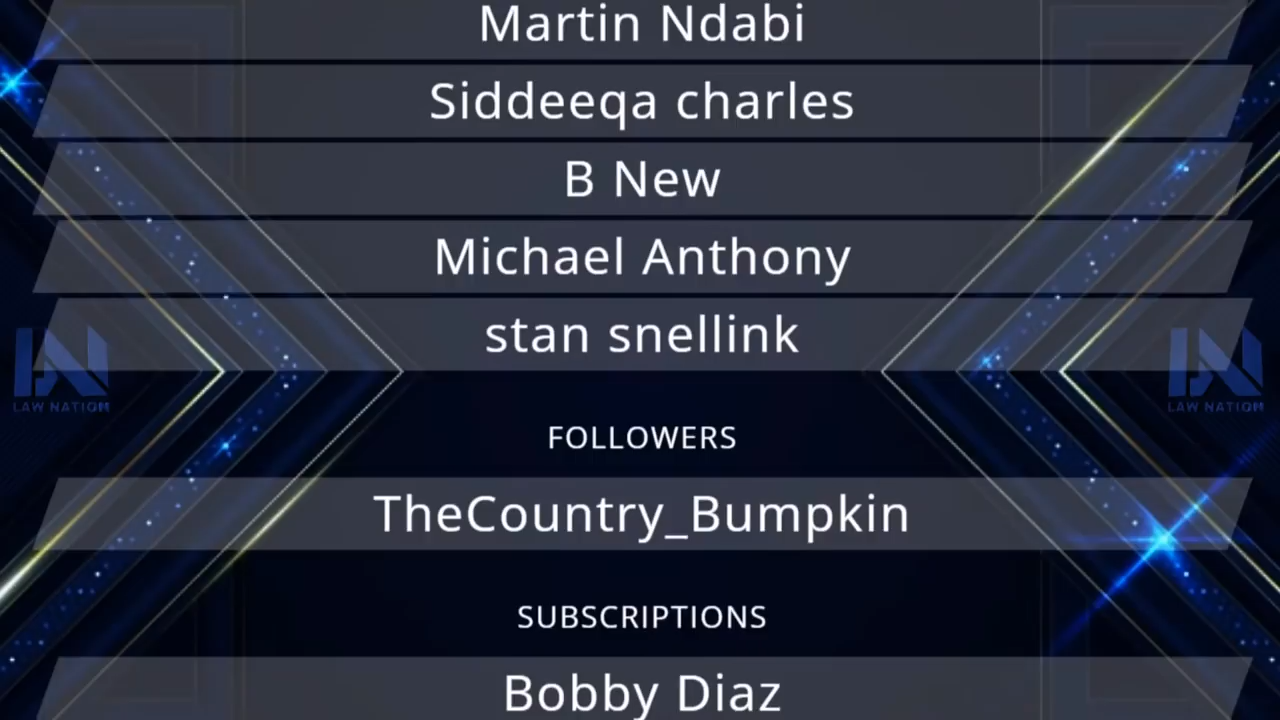 Martin Ndabi
Siddeeqa charles
B New
Michael Anthony
stan snellink
LAW NATION
LAW NATION
FOLLOWERS
TheCountry_Bumpkin
SUBSCRIPTIONS
Bobby Diaz